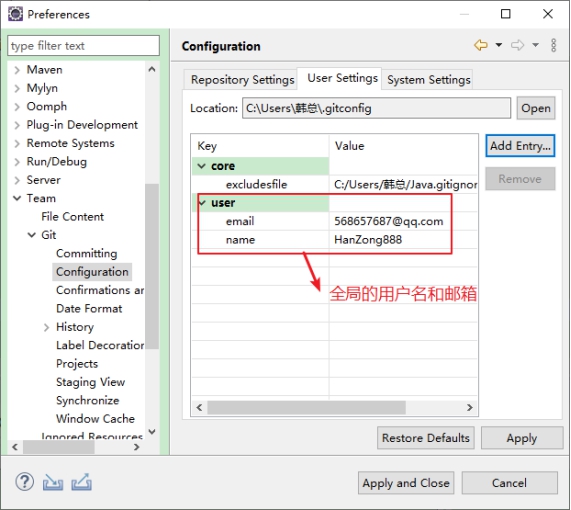 Preferences
type filter text
Maven
Mylyn
Oomph
Plug-in Development
Remote Systems
Run/Debug
Server
Team
File Content
Git
Committing
Configuration
Confirmations an
Date Format
History
Label Decoration
Projects
Staging View
Synchronize
Window Cache
Ignored Resources
Configuration
Repository Settings User Settings System Settings
Location: C:\Users\韩总\.gitconfig Open
Key Value Add Entry...
core Remove
excludesfile C:/Users/韩总/Java.gitignor
user
email 568657687@qq.com
name HanZong888
全局的用户名和邮箱
Restore Defaults Apply
Apply and Close Cancel